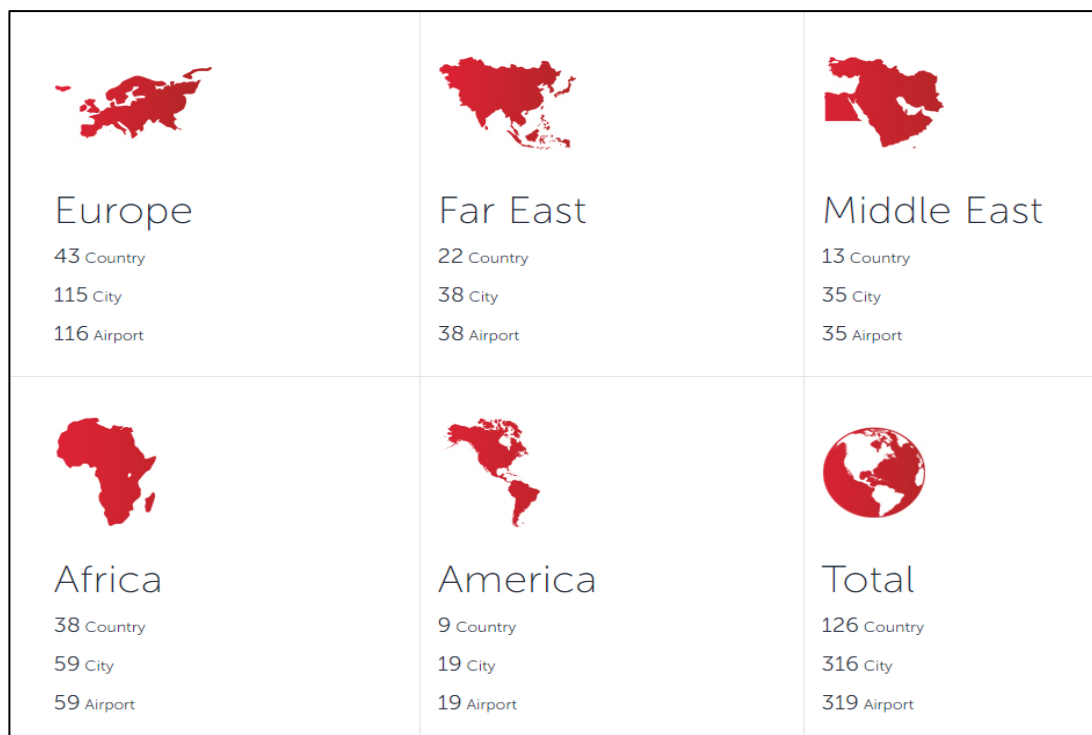 Europe
43 Country
115 City
116 Airport
Far East
22 Country
38 City
38 Airport
Middle East
13 Country
35 City
35 Airport
Africa
38 Country
59 City
59 Airport
America
9 Country
19 City
19 Airport
Total
126 Country
316 City
319 Airport